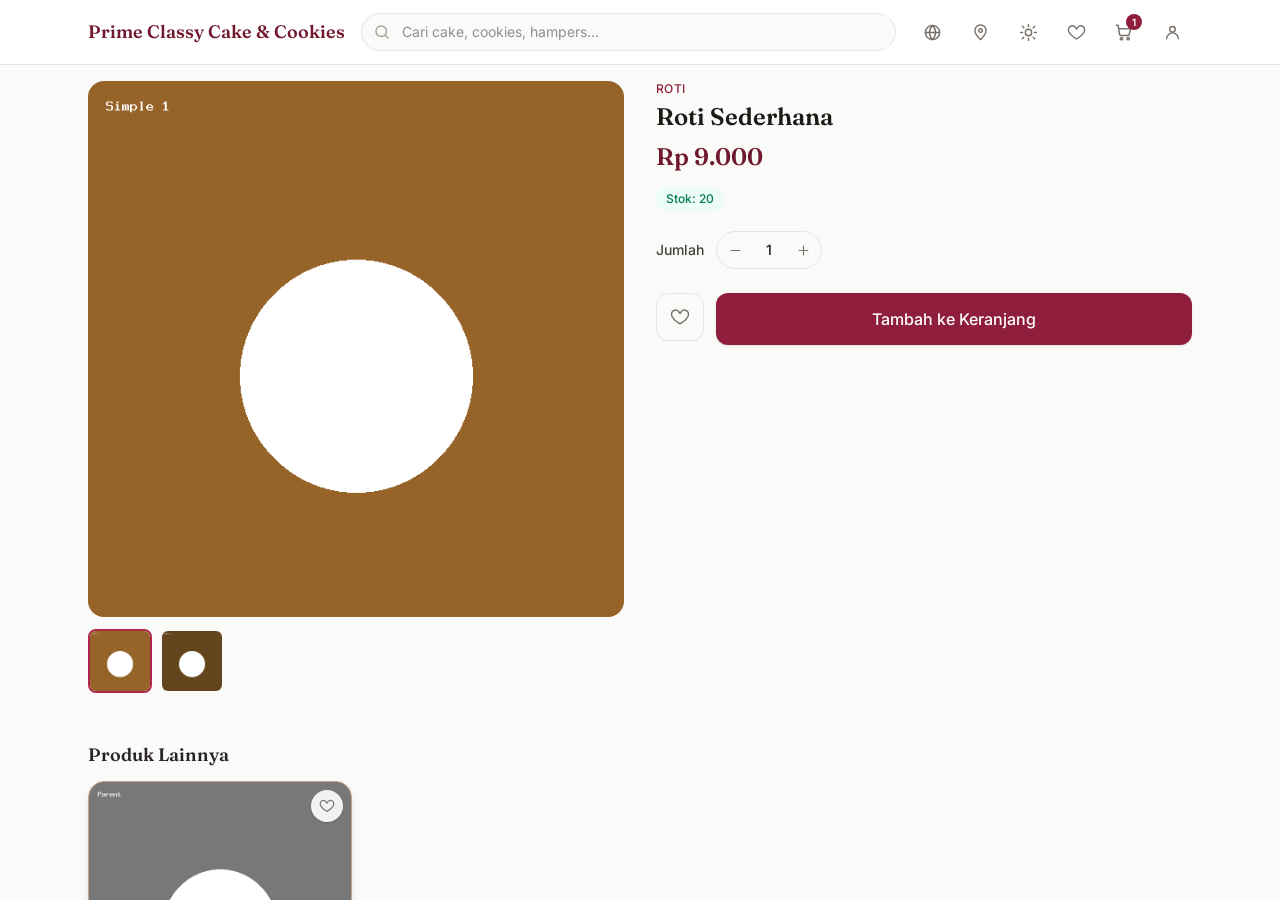 Prime Classy Cake & Cookies
Cari cake, cookies, hampers...
1
Simple 1
ROTI
Roti Sederhana
Rp 9.000
Stok: 20
Jumlah
1
Tambah ke Keranjang
Produk Lainnya
Parent